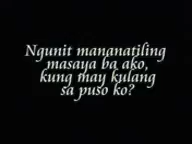 Ngunit mananatiling
masaya ba ako,
kung may kulang
sa puso ko?